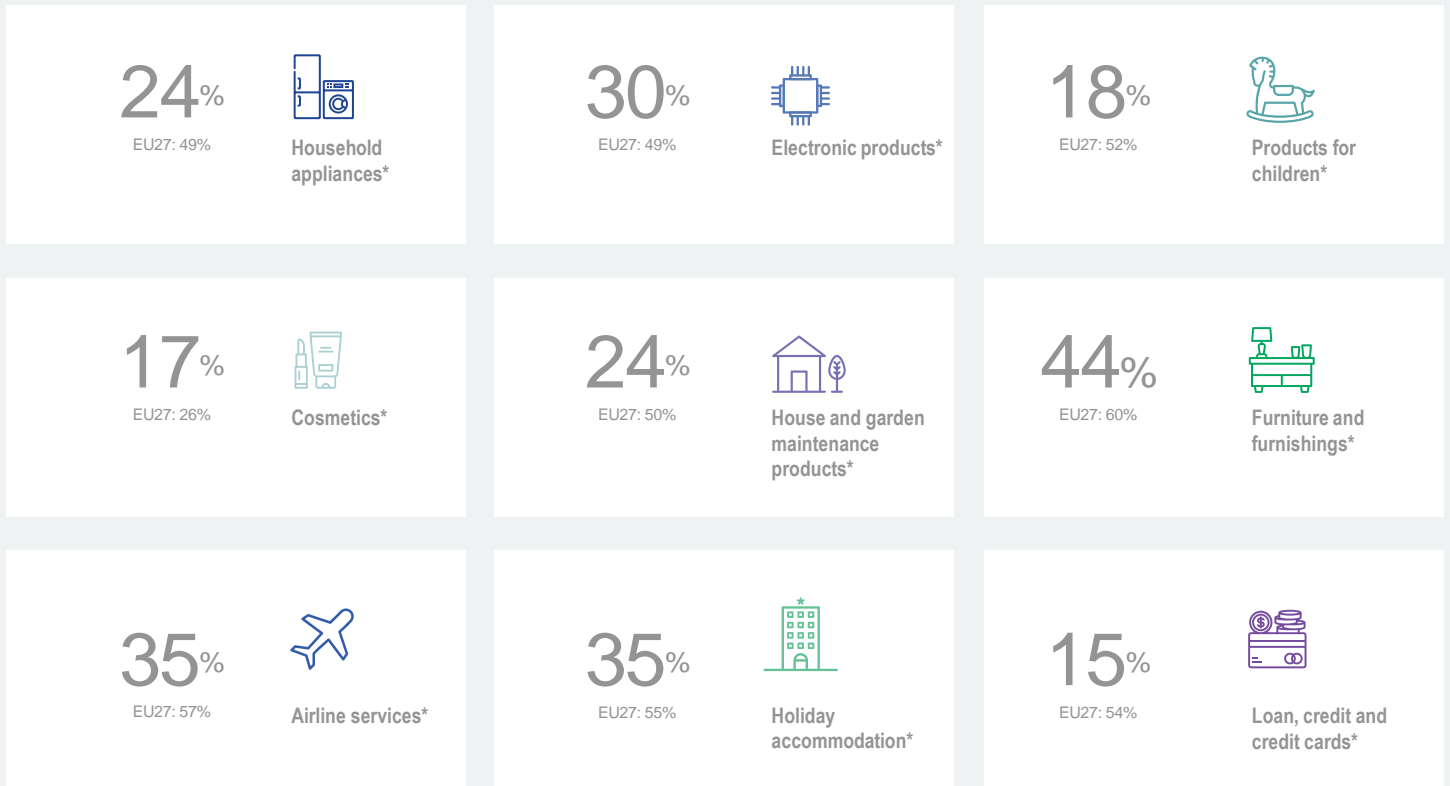 24%
EU27: 49%
Household
appliances*
30%
EU27: 49%
Electronic products*
18%
EU27: 52%
Products for
children*
17%
EU27: 26%
Cosmetics*
24%
EU27: 50%
House and garden
maintenance
products*
44%
EU27: 60%
Furniture and
furnishings*
35%
EU27: 57%
Airline services*
35%
EU27: 55%
Holiday
accommodation*
$
15%
EU27: 54%
Loan, credit and
credit cards*